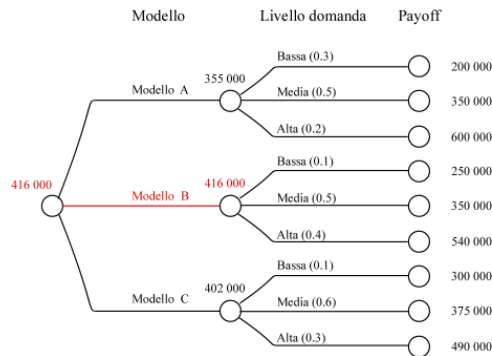 Modello Livello domanda Payoff
Bassa (0.3) 200 000
355 000
Modello A Media (0.5) 350 000
Alta (0.2) 600 000
Bassa (0.1) 250 000
416 000 416 000
Modello B Media (0.5) 350 000
Alta (0.4) 540 000
Bassa (0.1) 300 000
402 000
Modello C Media (0.6) 375 000
Alta (0.3) 490 000